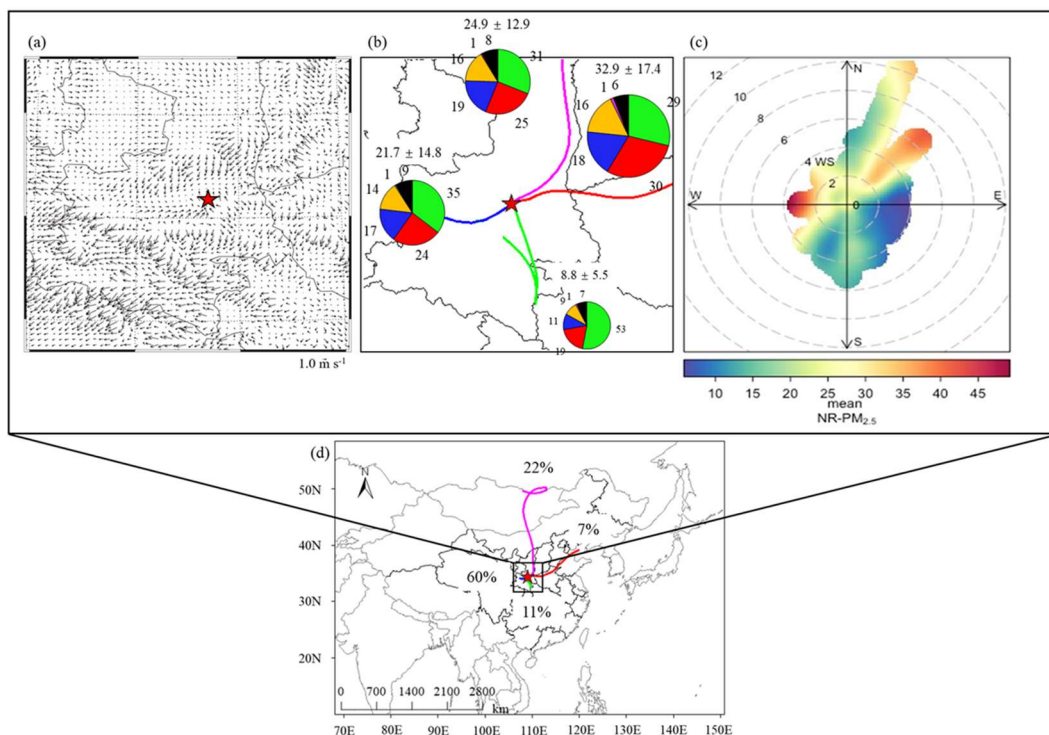 (a)
1.0 m s-1
(b)
24.9 ± 12.9
1 8
16
31
19
25
32.9 ± 17.4
1 6
16
29
18
30
21.7 ± 14.8
1 9
14
35
17
24
8.8 ± 5.5
9 1 7
11
53
19
(c)
N
12
10
8
6
4 WS
2
0
W
E
S
10 15 20 25 30 35 40 45
mean
NR-PM2.5
(d)
N
22%
50N
7%
40N
60%
30N
11%
20N
0 700 1400 2100 2800
km
70E 80E 90E 100E 110E 120E 130E 140E 150E